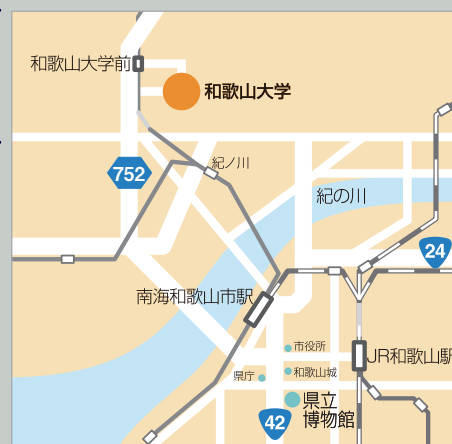 和歌山大学前
和歌山大学
752
紀ノ川
紀の川
24
南海和歌山市駅
市役所
JR和歌山駅
県庁
和歌山城
県立
博物館
42